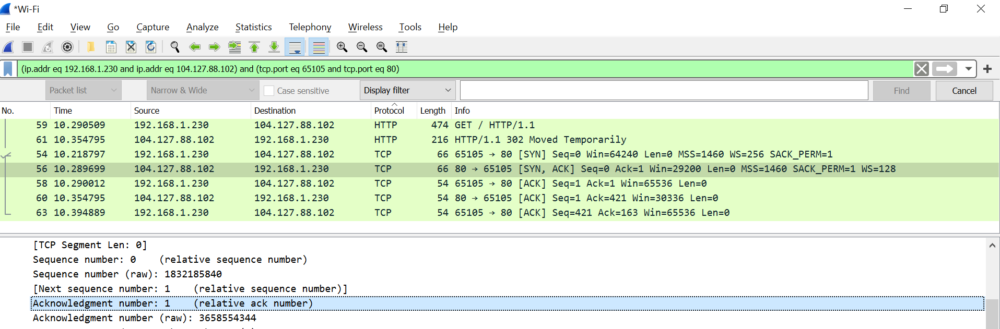 *Wi-Fi
File Edit View Go Capture Analyze Statistics Telephony Wireless Tools Help
(ip.addr eq 192.168.1.230 and ip.addr eq 104.127.88.102) and (tcp.port eq 65105 and tcp.port eq 80)
Packet list Narrow & Wide Case sensitive Display filter Find Cancel
No. Time Source Destination Protocol Length Info
59 10.290509 192.168.1.230 104.127.88.102 HTTP 474 GET / HTTP/1.1
61 10.354795 104.127.88.102 192.168.1.230 HTTP 216 HTTP/1.1 302 Moved Temporarily
54 10.218797 192.168.1.230 104.127.88.102 TCP 66 65105 → 80 [SYN] Seq=0 Win=64240 Len=0 MSS=1460 WS=256 SACK_PERM=1
56 10.289699 104.127.88.102 192.168.1.230 TCP 66 80 → 65105 [SYN, ACK] Seq=0 Ack=1 Win=29200 Len=0 MSS=1460 SACK_PERM=1 WS=128
58 10.290012 192.168.1.230 104.127.88.102 TCP 54 65105 → 80 [ACK] Seq=1 Ack=1 Win=65536 Len=0
60 10.354795 104.127.88.102 192.168.1.230 TCP 54 80 → 65105 [ACK] Seq=1 Ack=421 Win=30336 Len=0
63 10.394889 192.168.1.230 104.127.88.102 TCP 54 65105 → 80 [ACK] Seq=421 Ack=163 Win=65536 Len=0
[TCP Segment Len: 0]
Sequence number: 0 (relative sequence number)
Sequence number (raw): 1832185840
[Next sequence number: 1 (relative sequence number)]
Acknowledgment number: 1 (relative ack number)
Acknowledgment number (raw): 3658554344